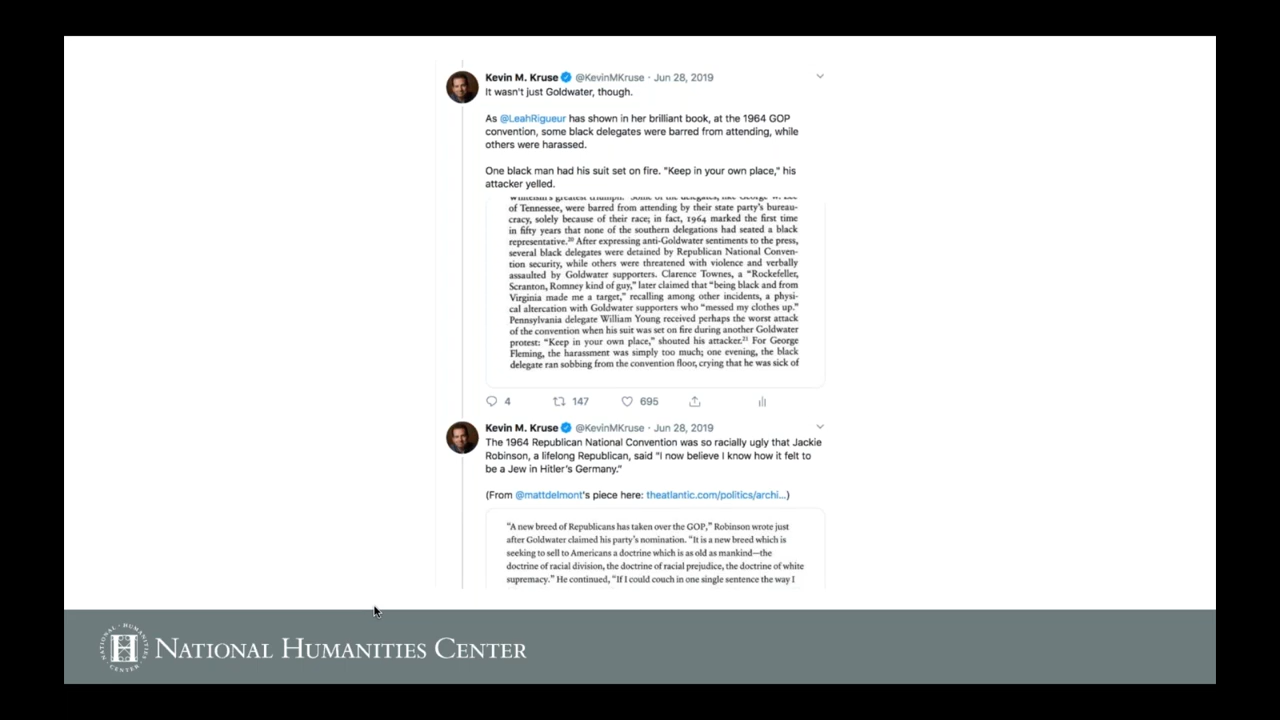 Kevin M. Kruse @KevinMKruse · Jun 28, 2019
It wasn't just Goldwater, though.
As @LeahRigueur has shown in her brilliant book, at the 1964 GOP
convention, some black delegates were barred from attending, while
others were harassed.
One black man had his suit set on fire. "Keep in your own place," his
attacker yelled.
greatest triumph. Some of the delegates, like George W. Lee
of Tennessee, were barred from attending by their state party's bureau-
cracy, solely because of their race; in fact, 1964 marked the first time
in fifty years that none of the southern delegations had seated a black
representative.20 After expressing anti-Goldwater sentiments to the press,
several black delegates were detained by Republican National Conven-
tion security, while others were threatened with violence and verbally
assaulted by Goldwater supporters. Clarence Townes, a "Rockefeller,
Scranton, Romney kind of guy," later claimed that "being black and from
Virginia made me a target," recalling among other incidents, a physi-
cal altercation with Goldwater supporters who "messed my clothes up."
Pennsylvania delegate William Young received perhaps the worst attack
of the convention when his suit was set on fire during another Goldwater
protest: "Keep in your own place," shouted his attacker.21 For George
Fleming, the harassment was simply too much; one evening, the black
delegate ran sobbing from the convention floor, crying that he was sick of
4 147 695
Kevin M. Kruse @KevinMKruse · Jun 28, 2019
The 1964 Republican National Convention was so racially ugly that Jackie
Robinson, a lifelong Republican, said "I now believe I know how it felt to
be a Jew in Hitler's Germany."
(From @mattdelmont's piece here: theatlantic.com/politics/archi...)
"A new breed of Republicans has taken over the GOP," Robinson wrote just
after Goldwater claimed his party's nomination. "It is a new breed which is
seeking to sell to Americans a doctrine which is as old as mankind—the
doctrine of racial division, the doctrine of racial prejudice, the doctrine of white
supremacy." He continued, "If I could couch in one single sentence the way I
NATIONAL HUMANITIES CENTER